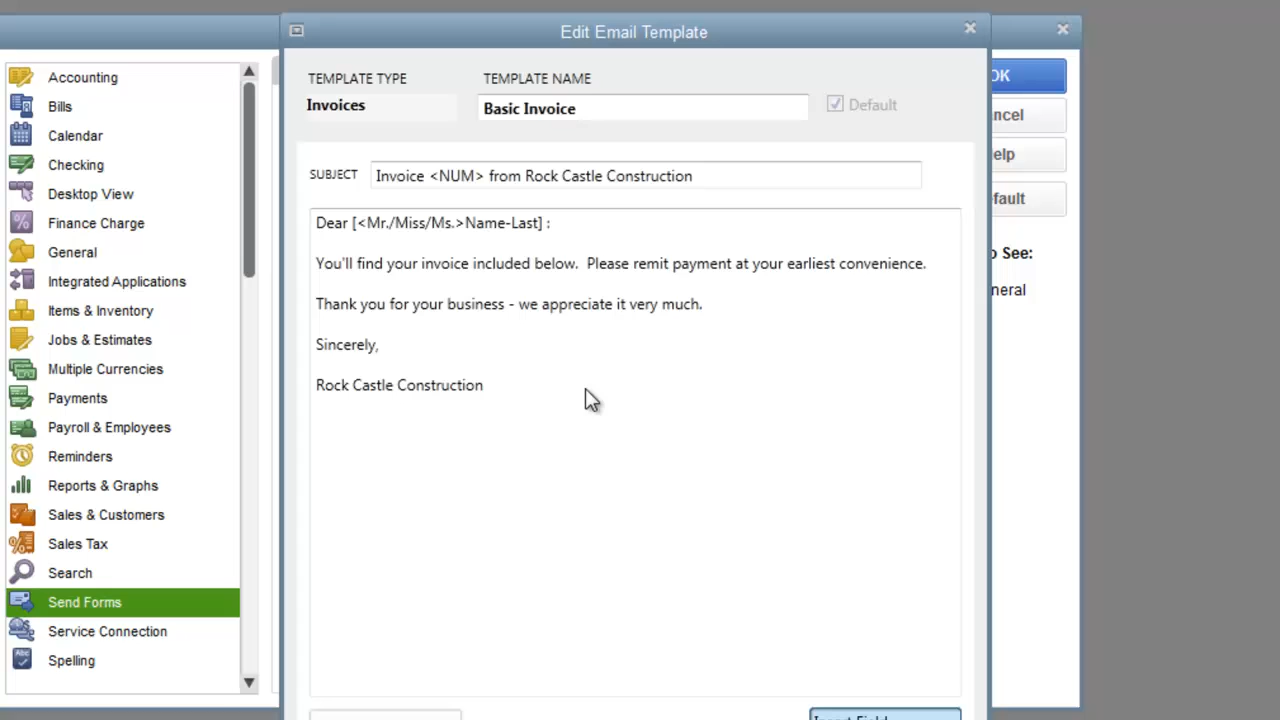 Edit Email Template
TEMPLATE TYPE
TEMPLATE NAME
Invoices
Basic Invoice
Default
SUBJECT
Invoice <NUM> from Rock Castle Construction
Dear [<Mr./Miss/Ms.>Name-Last] :
You'll find your invoice included below.  Please remit payment at your earliest convenience.
Thank you for your business - we appreciate it very much.
Sincerely,
Rock Castle Construction
Accounting
Bills
Calendar
Checking
Desktop View
Finance Charge
General
Integrated Applications
Items & Inventory
Jobs & Estimates
Multiple Currencies
Payments
Payroll & Employees
Reminders
Reports & Graphs
Sales & Customers
Sales Tax
Search
Send Forms
Service Connection
Spelling
OK
ncel
elp
fault
o See:
neral